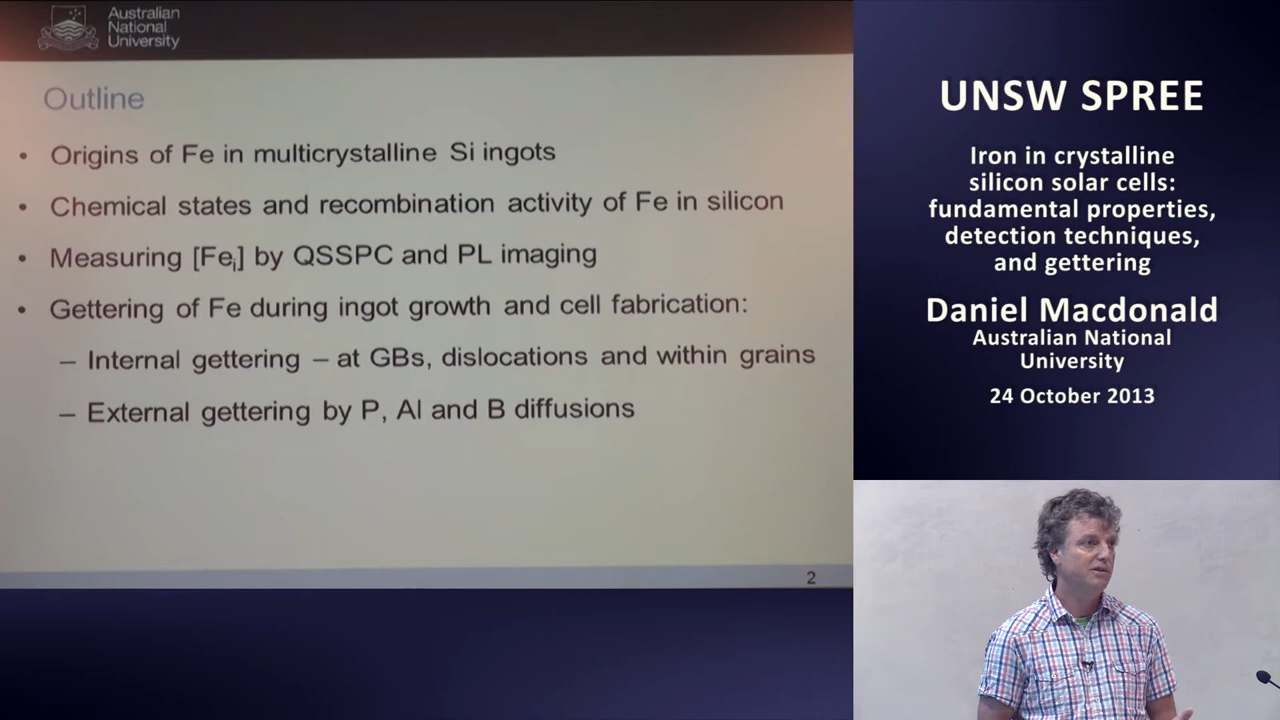 Australian
National
University
Outline
• Origins of Fe in multicrystalline Si ingots
• Chemical states and recombination activity of Fe in silicon
• Measuring [Feᵢ] by QSSPC and PL imaging
• Gettering of Fe during ingot growth and cell fabrication:
– Internal gettering – at GBs, dislocations and within grains
– External gettering by P, Al and B diffusions
2
UNSW SPREE
Iron in crystalline
silicon solar cells:
fundamental properties,
detection techniques,
and gettering
Daniel Macdonald
Australian National
University
24 October 2013